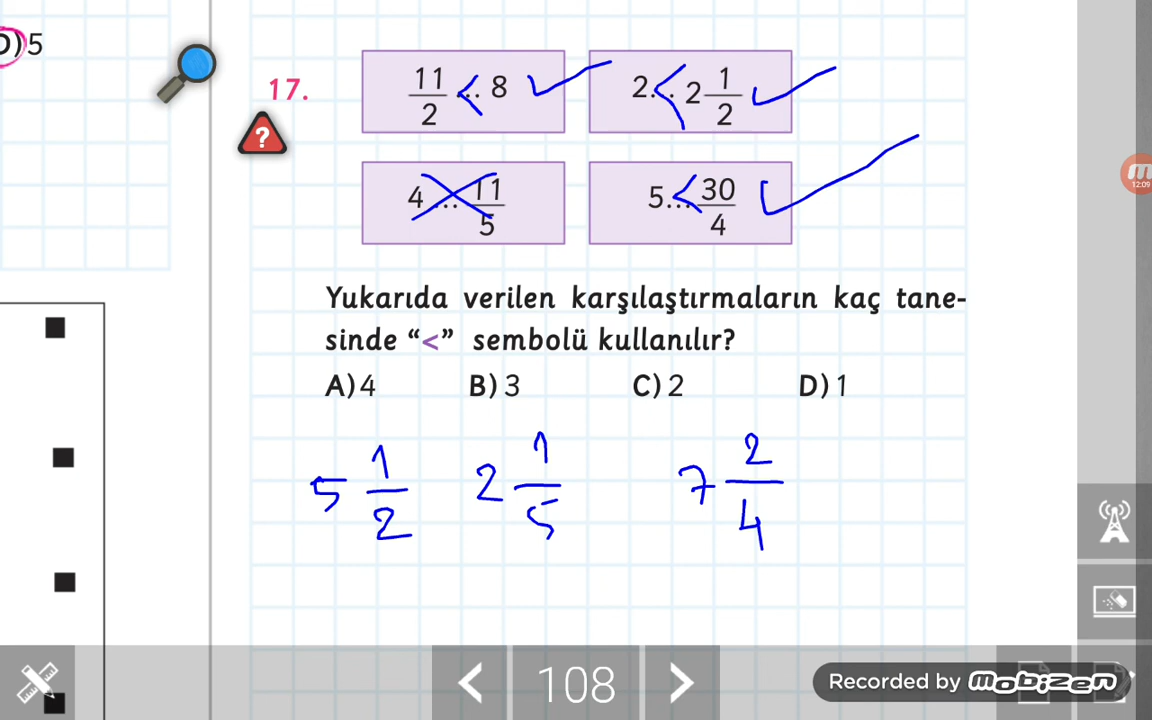 D) 5
17.
11/2 <... 8 ✓
2 <... 2 1/2 ✓
4 ... 11/5
5 <... 30/4 ✓
?
Yukarıda verilen karşılaştırmaların kaç tane-
sinde “<” sembolü kullanılır?
A) 4 B) 3 C) 2 D) 1
5 1/2 2 1/5 7 2/4
12:09
108
Recorded by mobizen